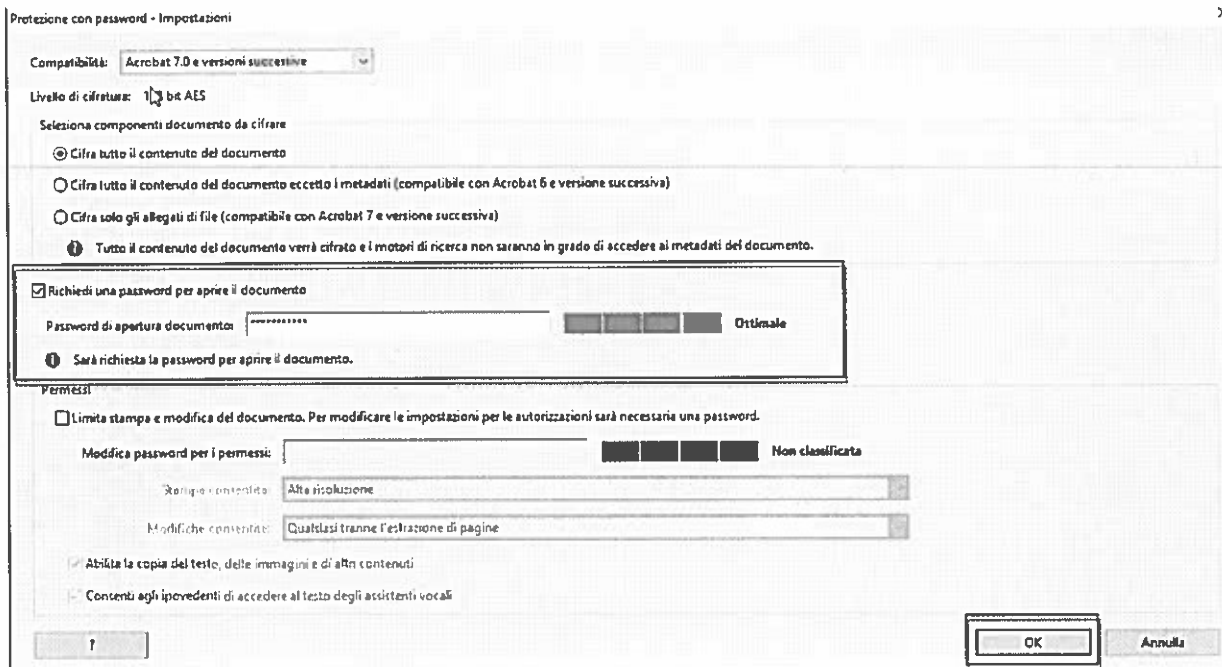 Protezione con password - Impostazioni
Compatibilità: Acrobat 7.0 e versioni successive
Livello di cifratura: bit AES
Seleziona componenti documento da cifrare
Cifra tutto il contenuto del documento
Cifra tutto il contenuto del documento eccetto i metadati (compatibile con Acrobat 6 e versione successiva)
Cifra solo gli allegati di file (compatibile con Acrobat 7 e versione successiva)
Tutto il contenuto del documento verrà cifrato e i motori di ricerca non saranno in grado di accedere ai metadati del documento.
Richiedi una password per aprire il documento
Password di apertura documento: *********** Ottimale
Sarà richiesta la password per aprire il documento.
Permessi
Limita stampa e modifica del documento. Per modificare le impostazioni per le autorizzazioni sarà necessaria una password.
Modifica password per i permessi: Non classificata
Stampa consentita: Alta risoluzione
Modifiche consentite: Qualsiasi tranne l'estrazione di pagine
Abilita la copia del testo, delle immagini e di altri contenuti
Consenti agli ipovedenti di accedere al testo degli assistenti vocali
? OK Annulla